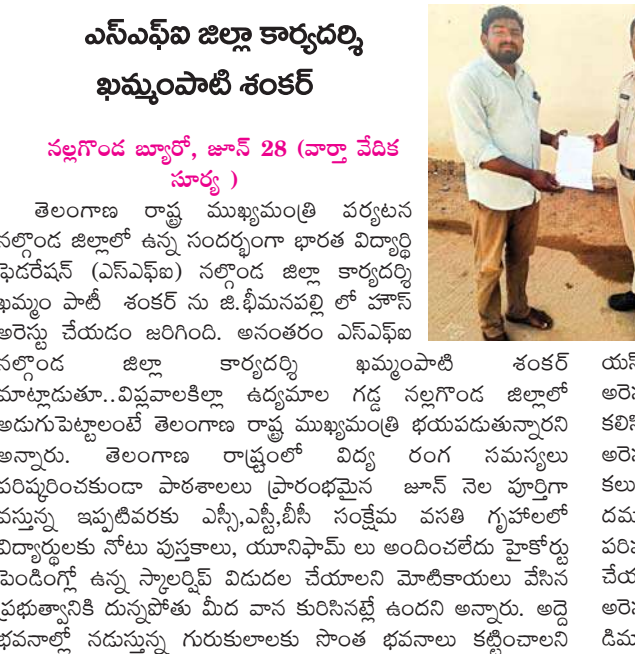 ఎస్ఎఫ్ఐ జిల్లా కార్యదర్శి
ఖమ్మంపాటి శంకర్
నల్లగొండ బ్యూరో, జూన్ 28 (వార్తా వేదిక
సూర్య )
తెలంగాణ రాష్ట్ర ముఖ్యమంత్రి పర్యటన
నల్గొండ జిల్లాలో ఉన్న సందర్భంగా భారత విద్యార్థి
ఫెడరేషన్ (ఎస్ఎఫ్ఐ) నల్గొండ జిల్లా కార్యదర్శి
ఖమ్మం పాటీ శంకర్ ను జి.భీమనపల్లి లో హౌస్
అరెస్టు చేయడం జరిగింది. అనంతరం ఎస్ఎఫ్ఐ
నల్గొండ జిల్లా కార్యదర్శి ఖమ్మంపాటి శంకర్
మాట్లాడుతూ..విప్లవాలకిల్లా ఉద్యమాల గడ్డ నల్లగొండ జిల్లాలో
అడుగుపెట్టాలంటే తెలంగాణ రాష్ట్ర ముఖ్యమంత్రి భయపడుతున్నారని
అన్నారు. తెలంగాణ రాష్ట్రంలో విద్య రంగ సమస్యలు
పరిష్కరించకుండా పాఠశాలలు ప్రారంభమైన జూన్ నెల పూర్తిగా
వస్తున్న ఇప్పటివరకు ఎస్సీ,ఎస్టీ,బీసీ సంక్షేమ వసతి గృహాలలో
విద్యార్థులకు నోటు పుస్తకాలు, యూనిఫామ్ లు అందించలేదు హైకోర్టు
పెండింగ్లో ఉన్న స్కాలర్షిప్ విడుదల చేయాలని మోటికాయలు వేసిన
ప్రభుత్వానికి దున్నపోతు మీద వాన కురిసినట్లే ఉందని అన్నారు. అద్దె
భవనాల్లో నడుస్తున్న గురుకులాలకు సొంత భవనాలు కట్టించాలని